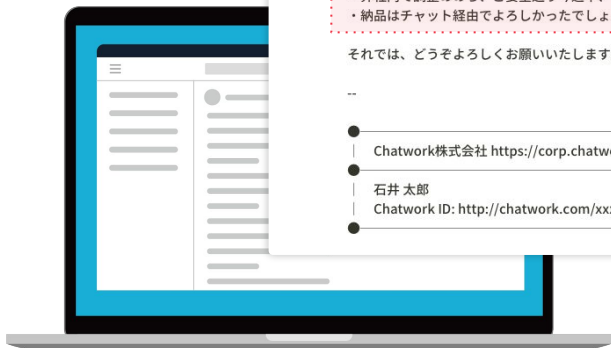 ・納品はチャット経由でよろしかったでしょ
それでは、どうぞよろしくお願いいたします
--
Chatwork株式会社 https://corp.chatw
石井 太郎
Chatwork ID: http://chatwork.com/xx